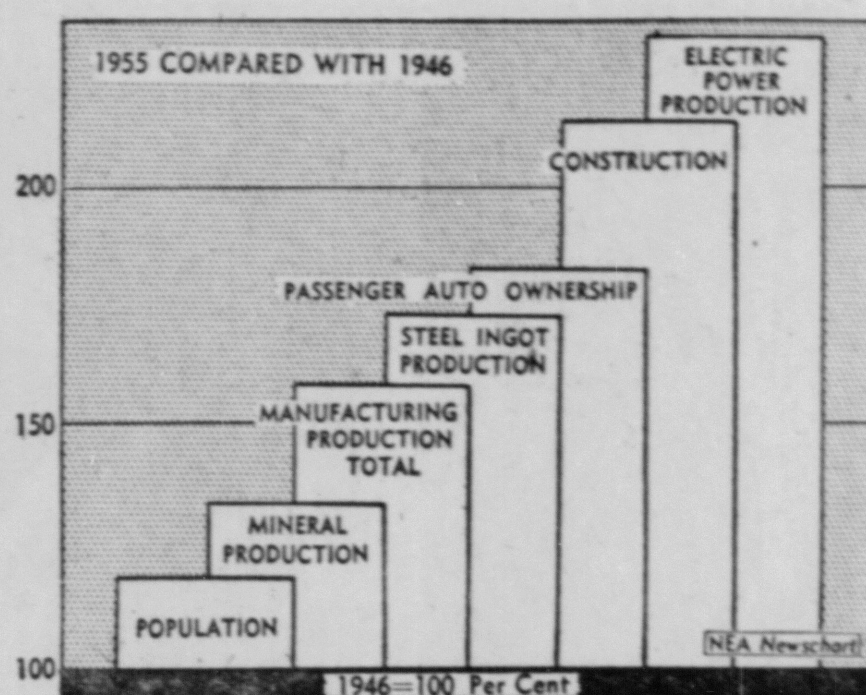 1955 COMPARED WITH 1946
ELECTRIC
POWER
PRODUCTION
CONSTRUCTION
200
PASSENGER AUTO OWNERSHIP
STEEL INGOT
PRODUCTION
150
MANUFACTURING
PRODUCTION
TOTAL
MINERAL
PRODUCTION
POPULATION
NEA Newschart
100
1946=100 Per Cent